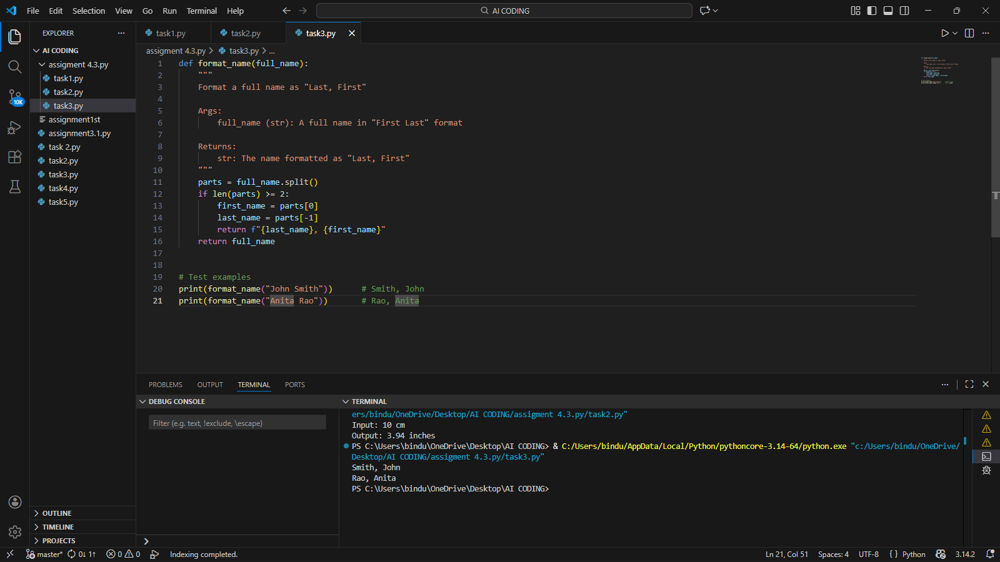 File Edit Selection View Go Run Terminal Help
AI CODING
EXPLORER
AI CODING
assigment 4.3.py
task1.py
task2.py
task3.py
assignment1st
assignment3.1.py
task 2.py
task2.py
task3.py
task4.py
task5.py
OUTLINE
TIMELINE
PROJECTS
10K
task1.py task2.py task3.py
assigment 4.3.py > task3.py > ...
1 def format_name(full_name):
2 """
3 Format a full name as "Last, First"
4
5 Args:
6 full_name (str): A full name in "First Last" format
7
8 Returns:
9 str: The name formatted as "Last, First"
10 """
11 parts = full_name.split()
12 if len(parts) >= 2:
13 first_name = parts[0]
14 last_name = parts[-1]
15 return f"{last_name}, {first_name}"
16 return full_name
17
18
19 # Test examples
20 print(format_name("John Smith")) # Smith, John
21 print(format_name("Anita Rao")) # Rao, Anita
PROBLEMS OUTPUT TERMINAL PORTS
DEBUG CONSOLE
Filter (e.g. text, !exclude, \escape)
TERMINAL
ers/bindu/OneDrive/Desktop/AI CODING/assigment 4.3.py/task2.py"
Input: 10 cm
Output: 3.94 inches
PS C:\Users\bindu\OneDrive\Desktop\AI CODING> & C:/Users/bindu/AppData/Local/Python/pythoncore-3.14-64/python.exe "c:/Users/bindu/OneDrive/
Desktop/AI CODING/assigment 4.3.py/task3.py"
Smith, John
Rao, Anita
PS C:\Users\bindu\OneDrive\Desktop\AI CODING>
master* 0↓ 1↑ 0 0 Indexing completed. Ln 21, Col 51 Spaces: 4 UTF-8 {} Python 3.14.2